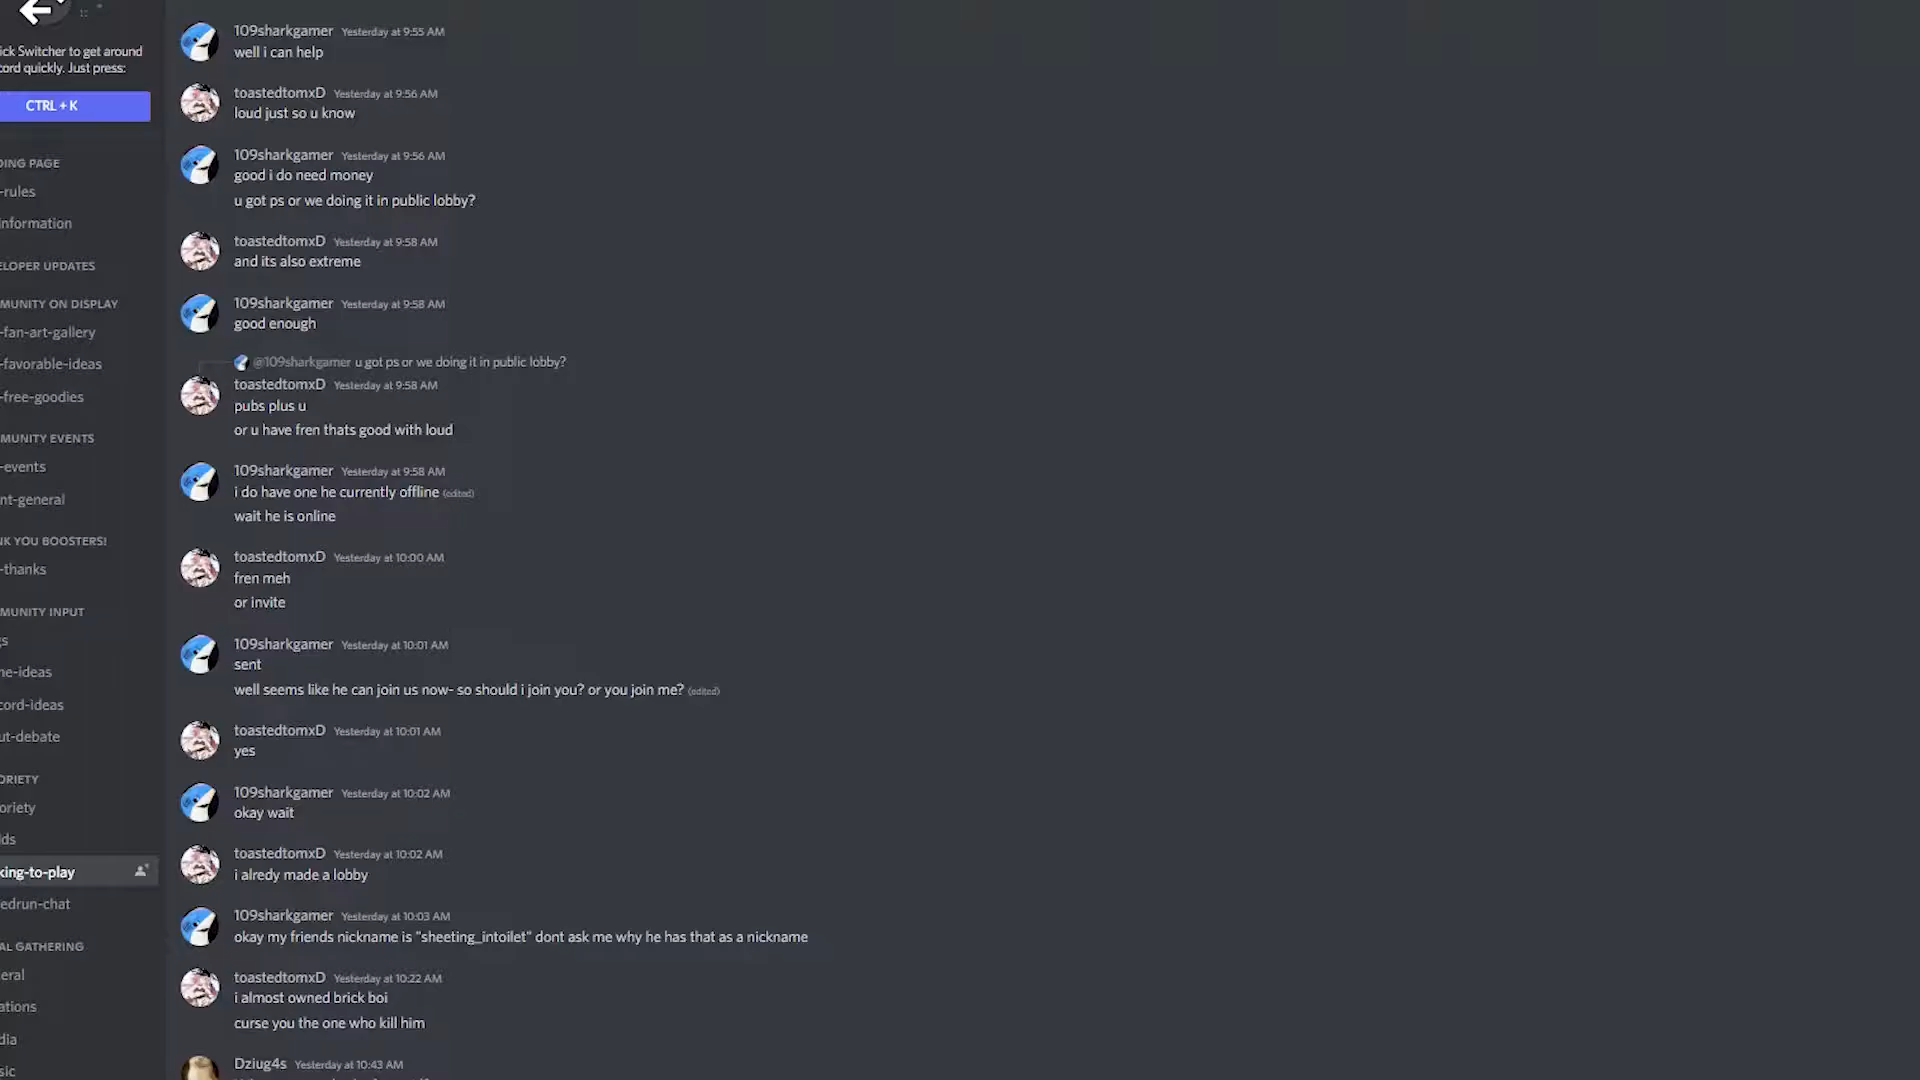 ick Switcher to get around
cord quickly. Just press:
CTRL + K
DING PAGE
-rules
information
ELOPER UPDATES
MUNITY ON DISPLAY
-fan-art-gallery
-favorable-ideas
-free-goodies
MUNITY EVENTS
-events
nt-general
NK YOU BOOSTERS!
-thanks
MUNITY INPUT
gs
ne-ideas
cord-ideas
ut-debate
ORIETY
oriety
lds
king-to-play
edrun-chat
AL GATHERING
eral
ations
dia
sic
109sharkgamer Yesterday at 9:55 AM
well i can help
toastedtomxD Yesterday at 9:56 AM
loud just so u know
109sharkgamer Yesterday at 9:56 AM
good i do need money
u got ps or we doing it in public lobby?
toastedtomxD Yesterday at 9:58 AM
and its also extreme
109sharkgamer Yesterday at 9:58 AM
good enough
@109sharkgamer u got ps or we doing it in public lobby?
toastedtomxD Yesterday at 9:58 AM
pubs plus u
or u have fren thats good with loud
109sharkgamer Yesterday at 9:58 AM
i do have one he currently offline (edited)
wait he is online
toastedtomxD Yesterday at 10:00 AM
fren meh
or invite
109sharkgamer Yesterday at 10:01 AM
sent
well seems like he can join us now- so should i join you? or you join me? (edited)
toastedtomxD Yesterday at 10:01 AM
yes
109sharkgamer Yesterday at 10:02 AM
okay wait
toastedtomxD Yesterday at 10:02 AM
i alredy made a lobby
109sharkgamer Yesterday at 10:03 AM
okay my friends nickname is "sheeting_intoilet" dont ask me why he has that as a nickname
toastedtomxD Yesterday at 10:22 AM
i almost owned brick boi
curse you the one who kill him
Dziug4s Yesterday at 10:43 AM